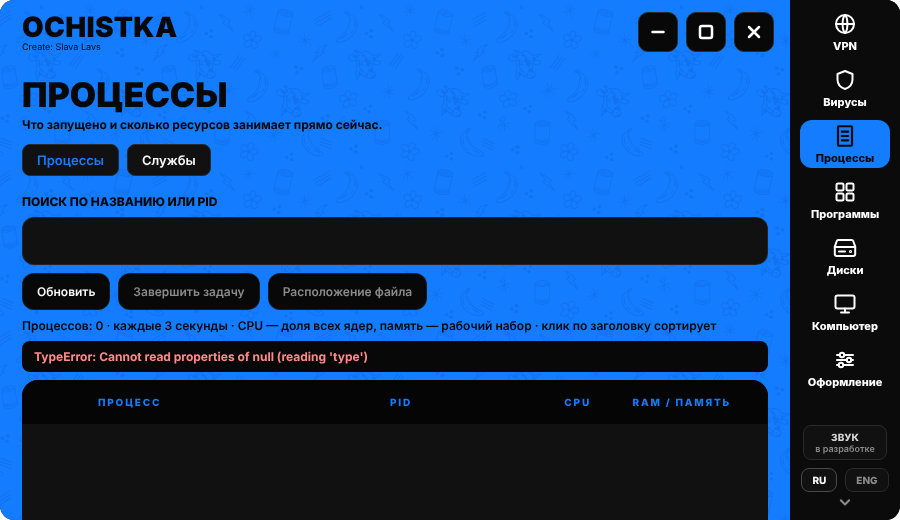 OCHISTKA
Create: Slava Lavs
ПРОЦЕССЫ
Что запущено и сколько ресурсов занимает прямо сейчас.
Процессы
Службы
ПОИСК ПО НАЗВАНИЮ ИЛИ PID
Обновить
Завершить задачу
Расположение файла
Процессов: 0 · каждые 3 секунды · CPU — доля всех ядер, память — рабочий набор · клик по заголовку сортирует
TypeError: Cannot read properties of null (reading 'type')
ПРОЦЕСС PID CPU RAM / ПАМЯТЬ
VPN
Вирусы
Процессы
Программы
Диски
Компьютер
Оформление
ЗВУК
в разработке
RU ENG